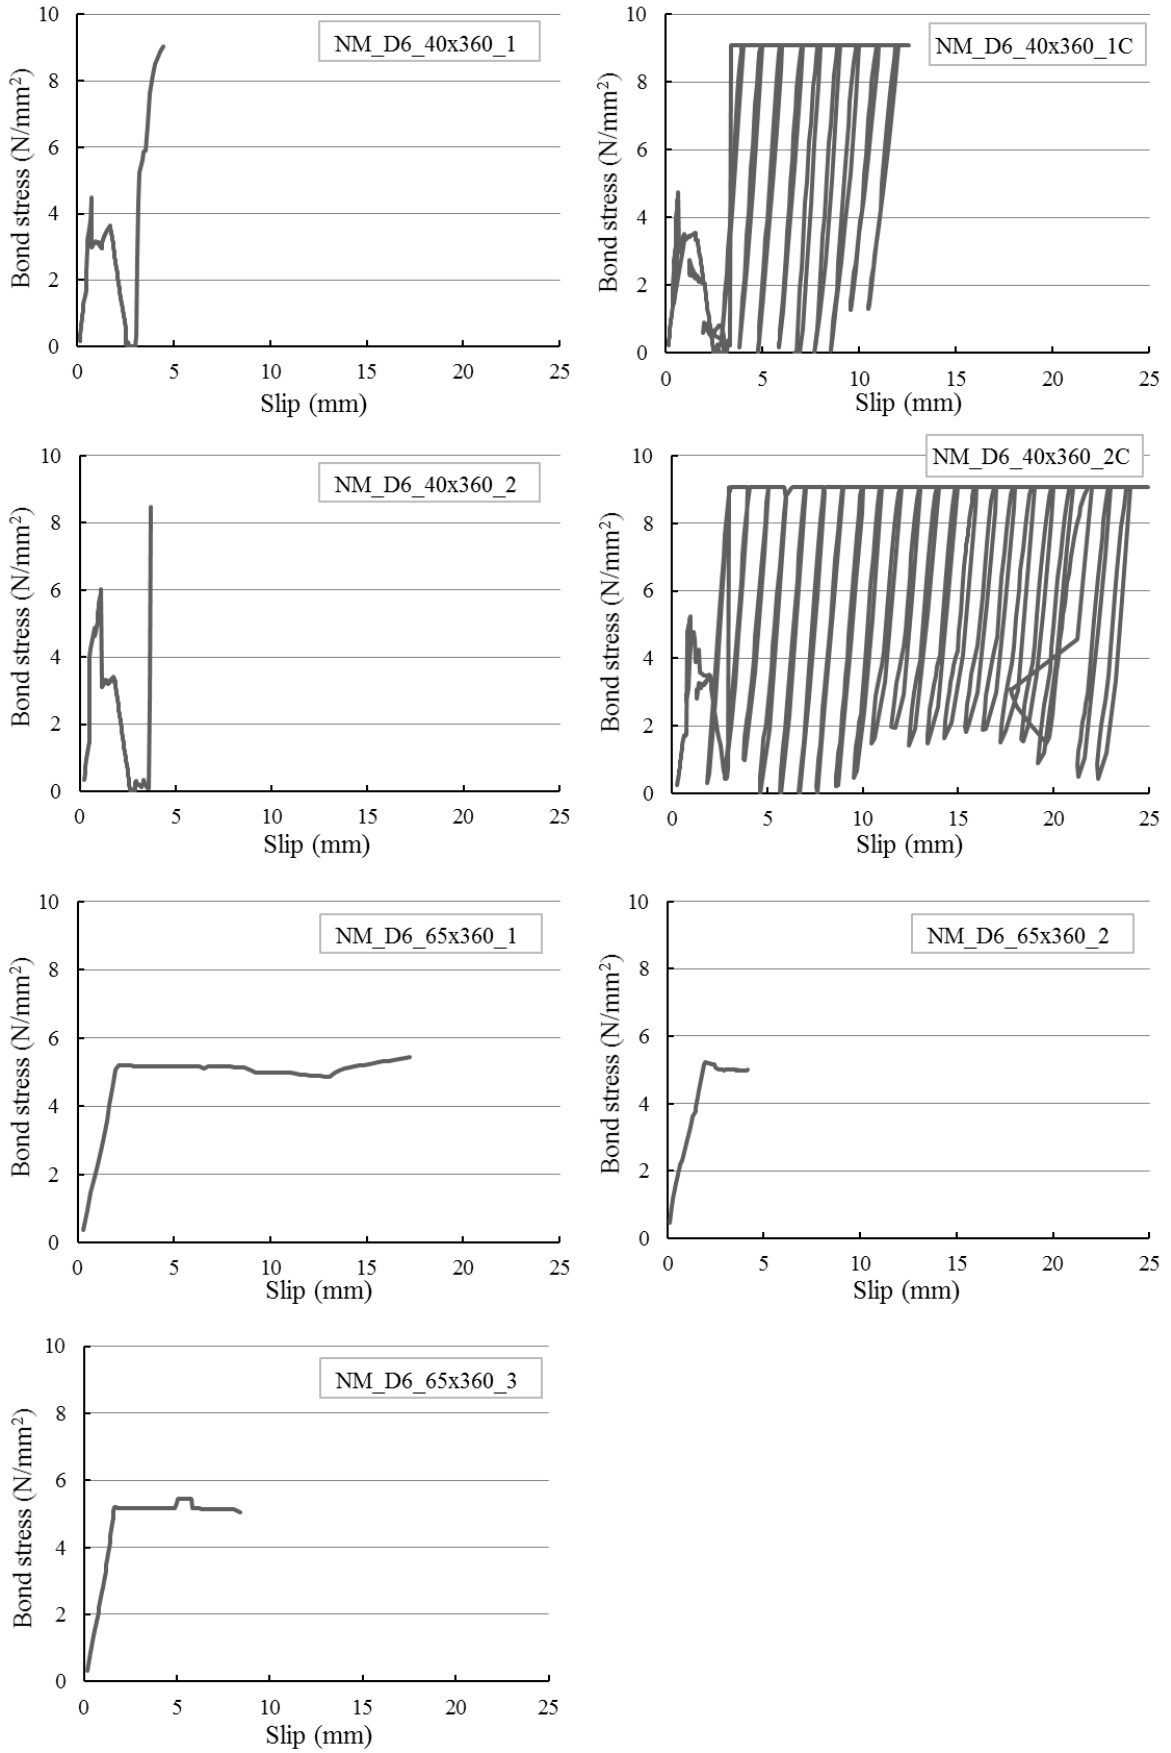 NM_D6_40x360_1
Bond stress (N/mm²)
10
8
6
4
2
0
0 5 10 15 20 25
Slip (mm)
NM_D6_40x360_1C
Bond stress (N/mm²)
10
8
6
4
2
0
0 5 10 15 20 25
Slip (mm)
NM_D6_40x360_2
Bond stress (N/mm²)
10
8
6
4
2
0
0 5 10 15 20 25
Slip (mm)
NM_D6_40x360_2C
Bond stress (N/mm²)
10
8
6
4
2
0
0 5 10 15 20 25
Slip (mm)
NM_D6_65x360_1
Bond stress (N/mm²)
10
8
6
4
2
0
0 5 10 15 20 25
Slip (mm)
NM_D6_65x360_2
Bond stress (N/mm²)
10
8
6
4
2
0
0 5 10 15 20 25
Slip (mm)
NM_D6_65x360_3
Bond stress (N/mm²)
10
8
6
4
2
0
0 5 10 15 20 25
Slip (mm)